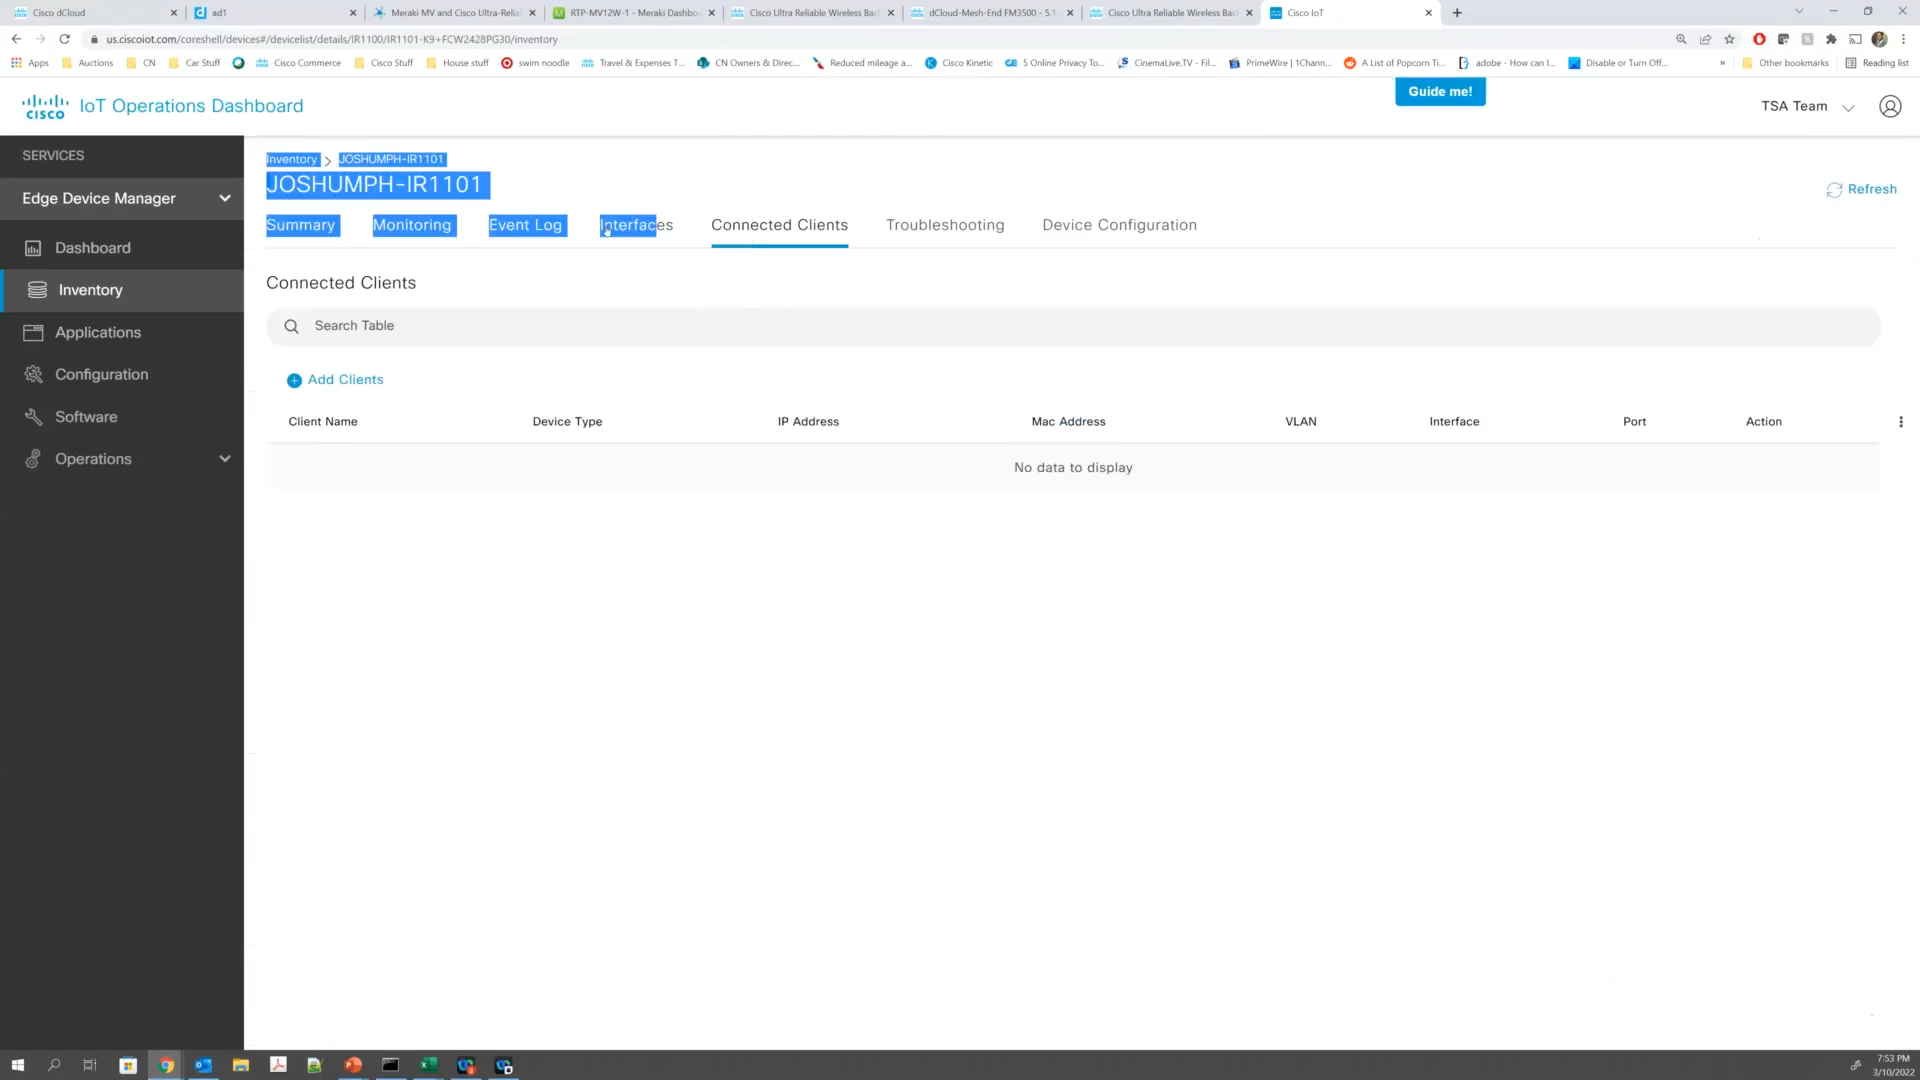 Cisco dCloud
ad1
Meraki MV and Cisco Ultra-Relia
RTP-MV12W-1 - Meraki Dashbo
Cisco Ultra Reliable Wireless Bac
dCloud-Mesh-End FM3500 - 5.1
Cisco Ultra Reliable Wireless Bac
Cisco IoT
us.ciscoiot.com/coreshell/devices#/devicelist/details/IR1100/IR1101-K9+FCW2428PG30/inventory
Apps
Auctions
CN
Car Stuff
Cisco Commerce
Cisco Stuff
House stuff
swim noodle
Travel & Expenses T...
CN Owners & Direc...
Reduced mileage a...
Cisco Kinetic
5 Online Privacy To...
CinemaLive.TV - Fil...
PrimeWire | 1Chann...
A List of Popcorn Ti...
adobe - How can I...
Disable or Turn Off...
»
Other bookmarks
Reading list
cisco
IoT Operations Dashboard
Guide me!
TSA Team
SERVICES
Edge Device Manager
Dashboard
Inventory
Applications
Configuration
Software
Operations
Inventory > JOSHUMPH-IR1101
JOSHUMPH-IR1101
Refresh
Summary
Monitoring
Event Log
Interfaces
Connected Clients
Troubleshooting
Device Configuration
Connected Clients
Search Table
Add Clients
Client Name
Device Type
IP Address
Mac Address
VLAN
Interface
Port
Action
No data to display
7:53 PM
3/10/2022